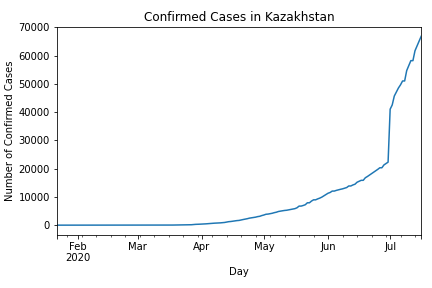 Confirmed Cases in Kazakhstan
Number of Confirmed Cases
70000
60000
50000
40000
30000
20000
10000
0
Feb Mar Apr May Jun Jul
2020
Day